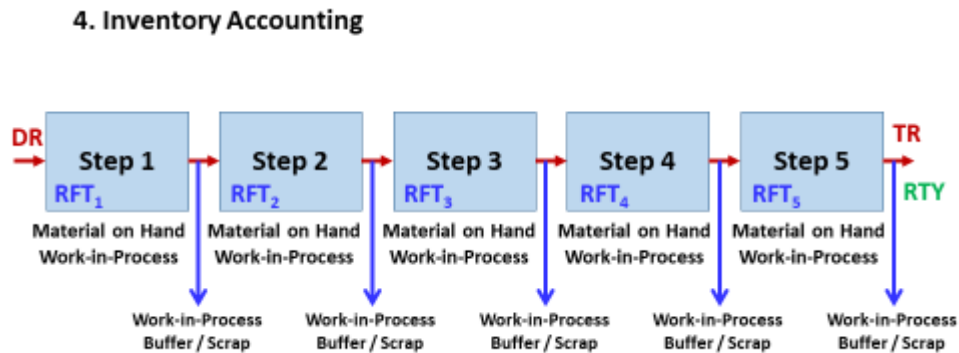 4. Inventory Accounting
DR
Step 1
Step 2
Step 3
Step 4
Step 5
TR
RFT1
RFT2
RFT3
RFT4
RFT5
RTY
Material on Hand
Work-in-Process
Material on Hand
Work-in-Process
Material on Hand
Work-in-Process
Material on Hand
Work-in-Process
Material on Hand
Work-in-Process
Work-in-Process
Buffer / Scrap
Work-in-Process
Buffer / Scrap
Work-in-Process
Buffer / Scrap
Work-in-Process
Buffer / Scrap
Work-in-Process
Buffer / Scrap